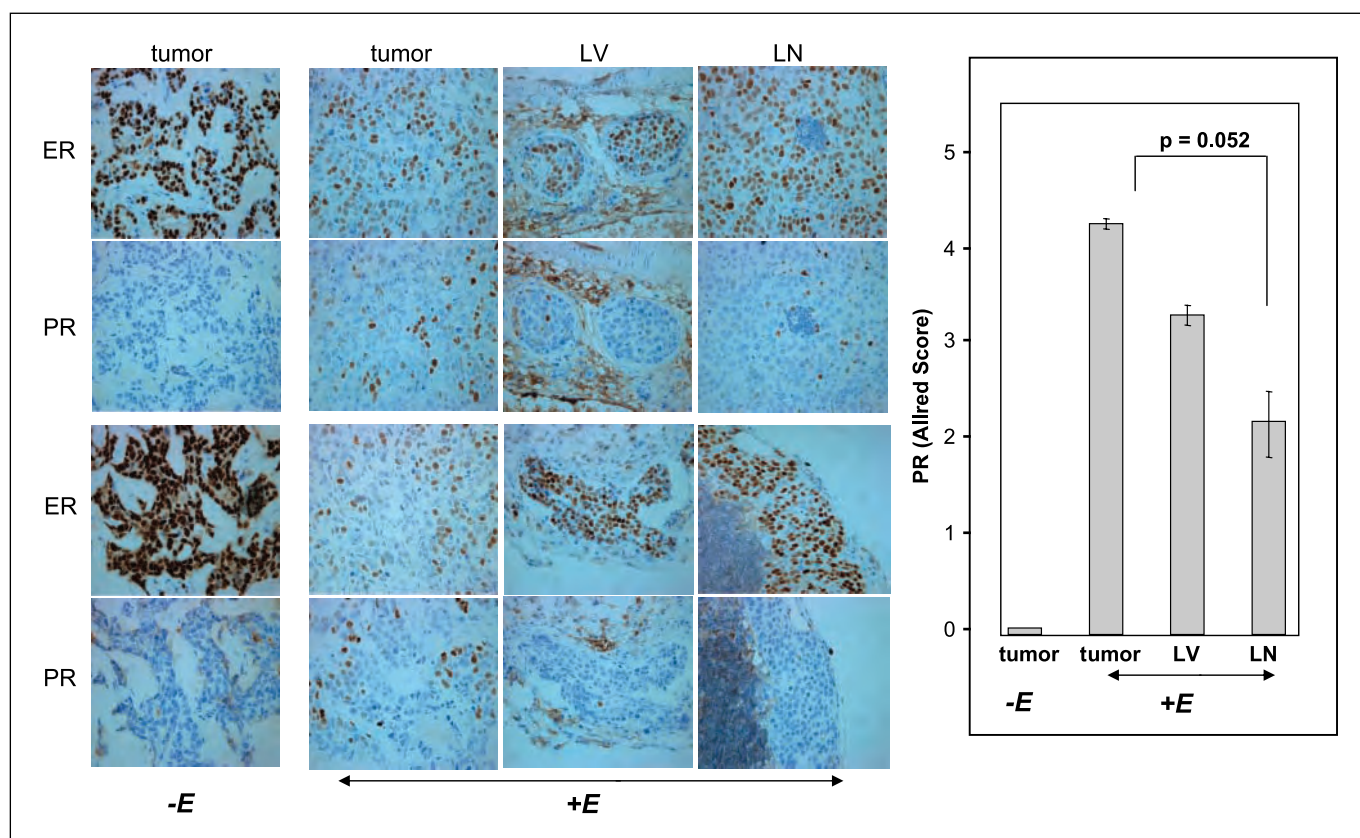 tumor tumor LV LN
ER
PR
ER
PR
-E +E
p = 0.052
PR (Allred Score)
5
4
3
2
1
0
tumor tumor LV LN
-E +E